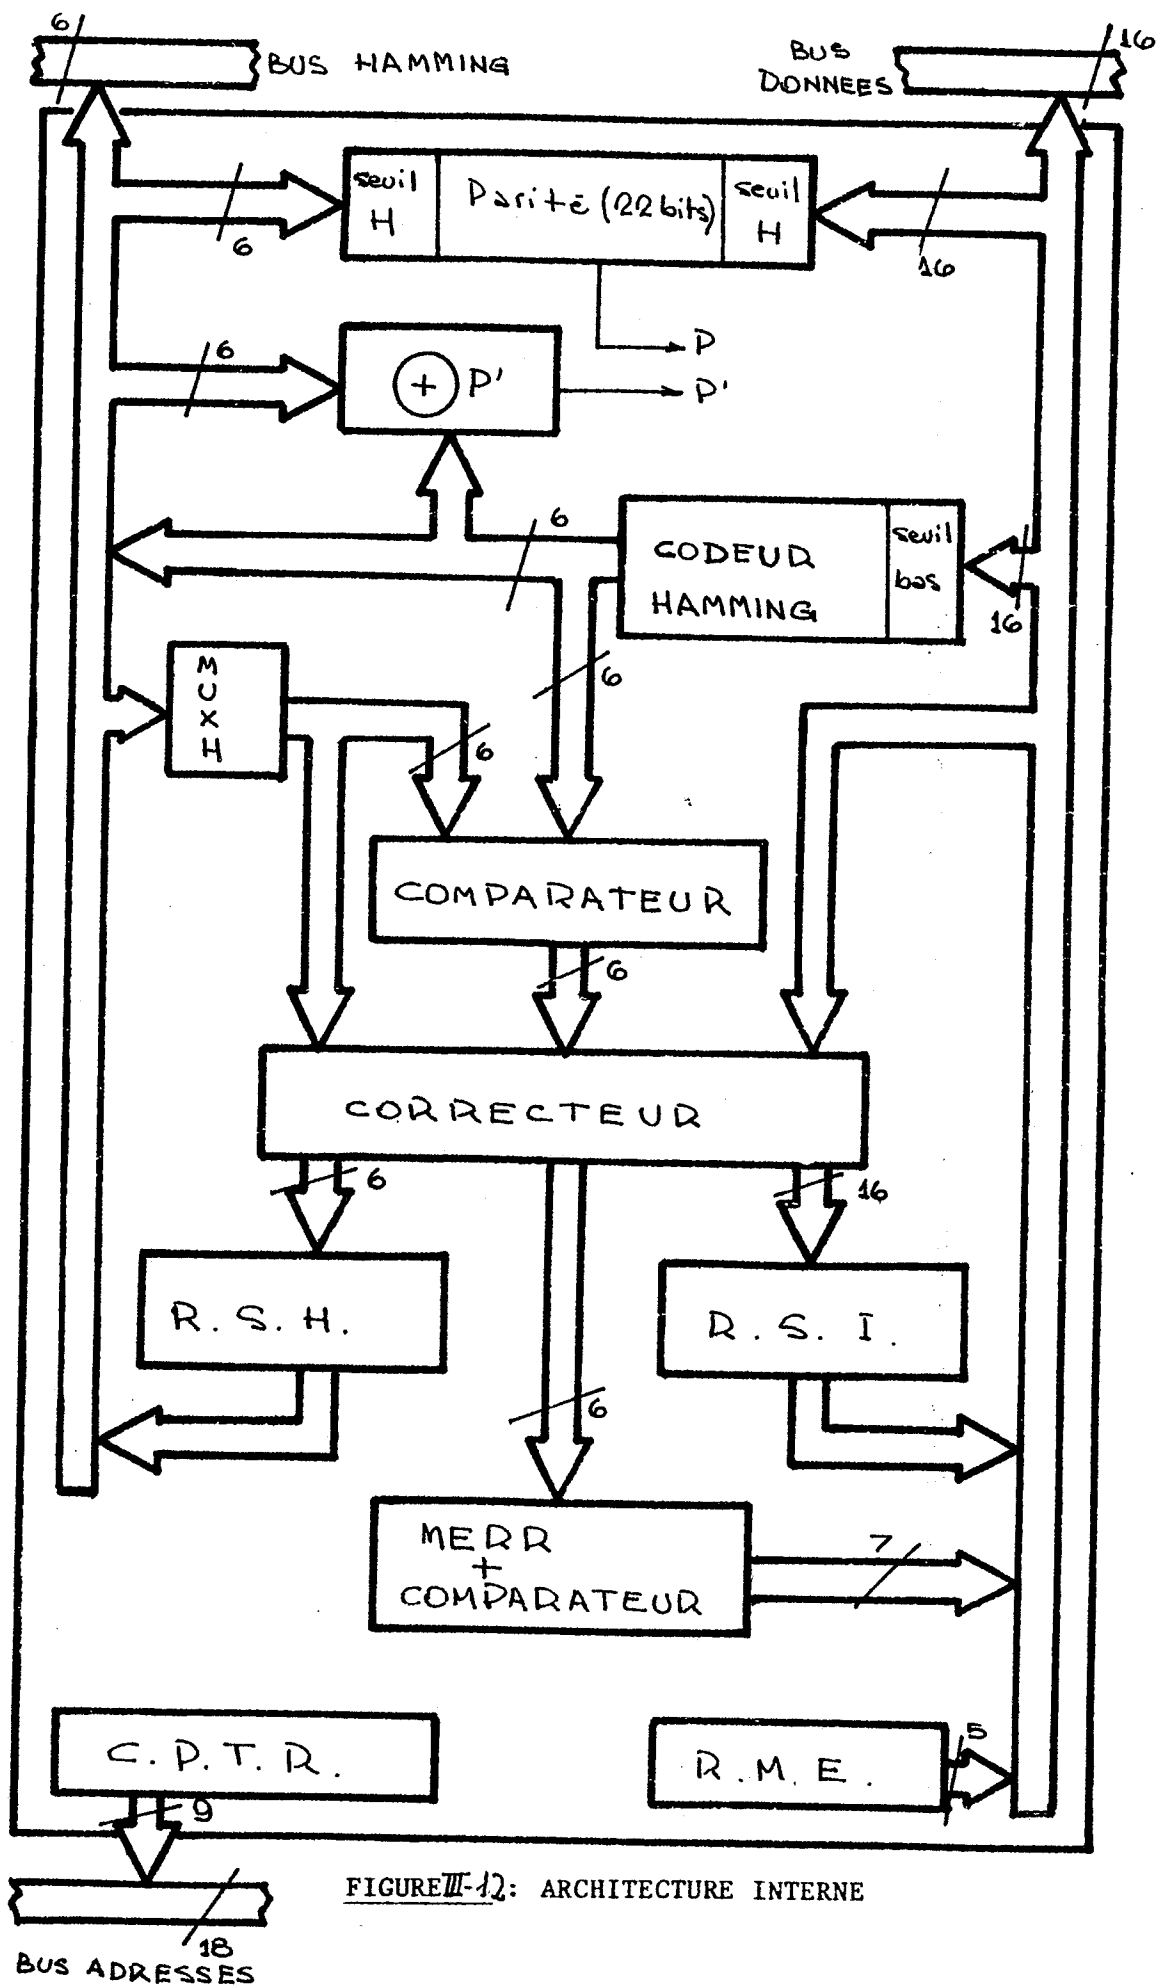 6
BUS HAMMING
BUS
DONNEES
16
seuil
H
Parité (22 bits)
seuil
H
6
16
P
6
P'
+ P'
6
CODEUR
HAMMING
seuil
bas
16
6
M
U
X
H
6
COMPARATEUR
6
CORRECTEUR
6
16
R. S. H.
R. S. I.
6
MERR
+
COMPARATEUR
7
C. P. T. R.
R. M. E.
5
9
FIGURE III-12: ARCHITECTURE INTERNE
18
BUS ADRESSES